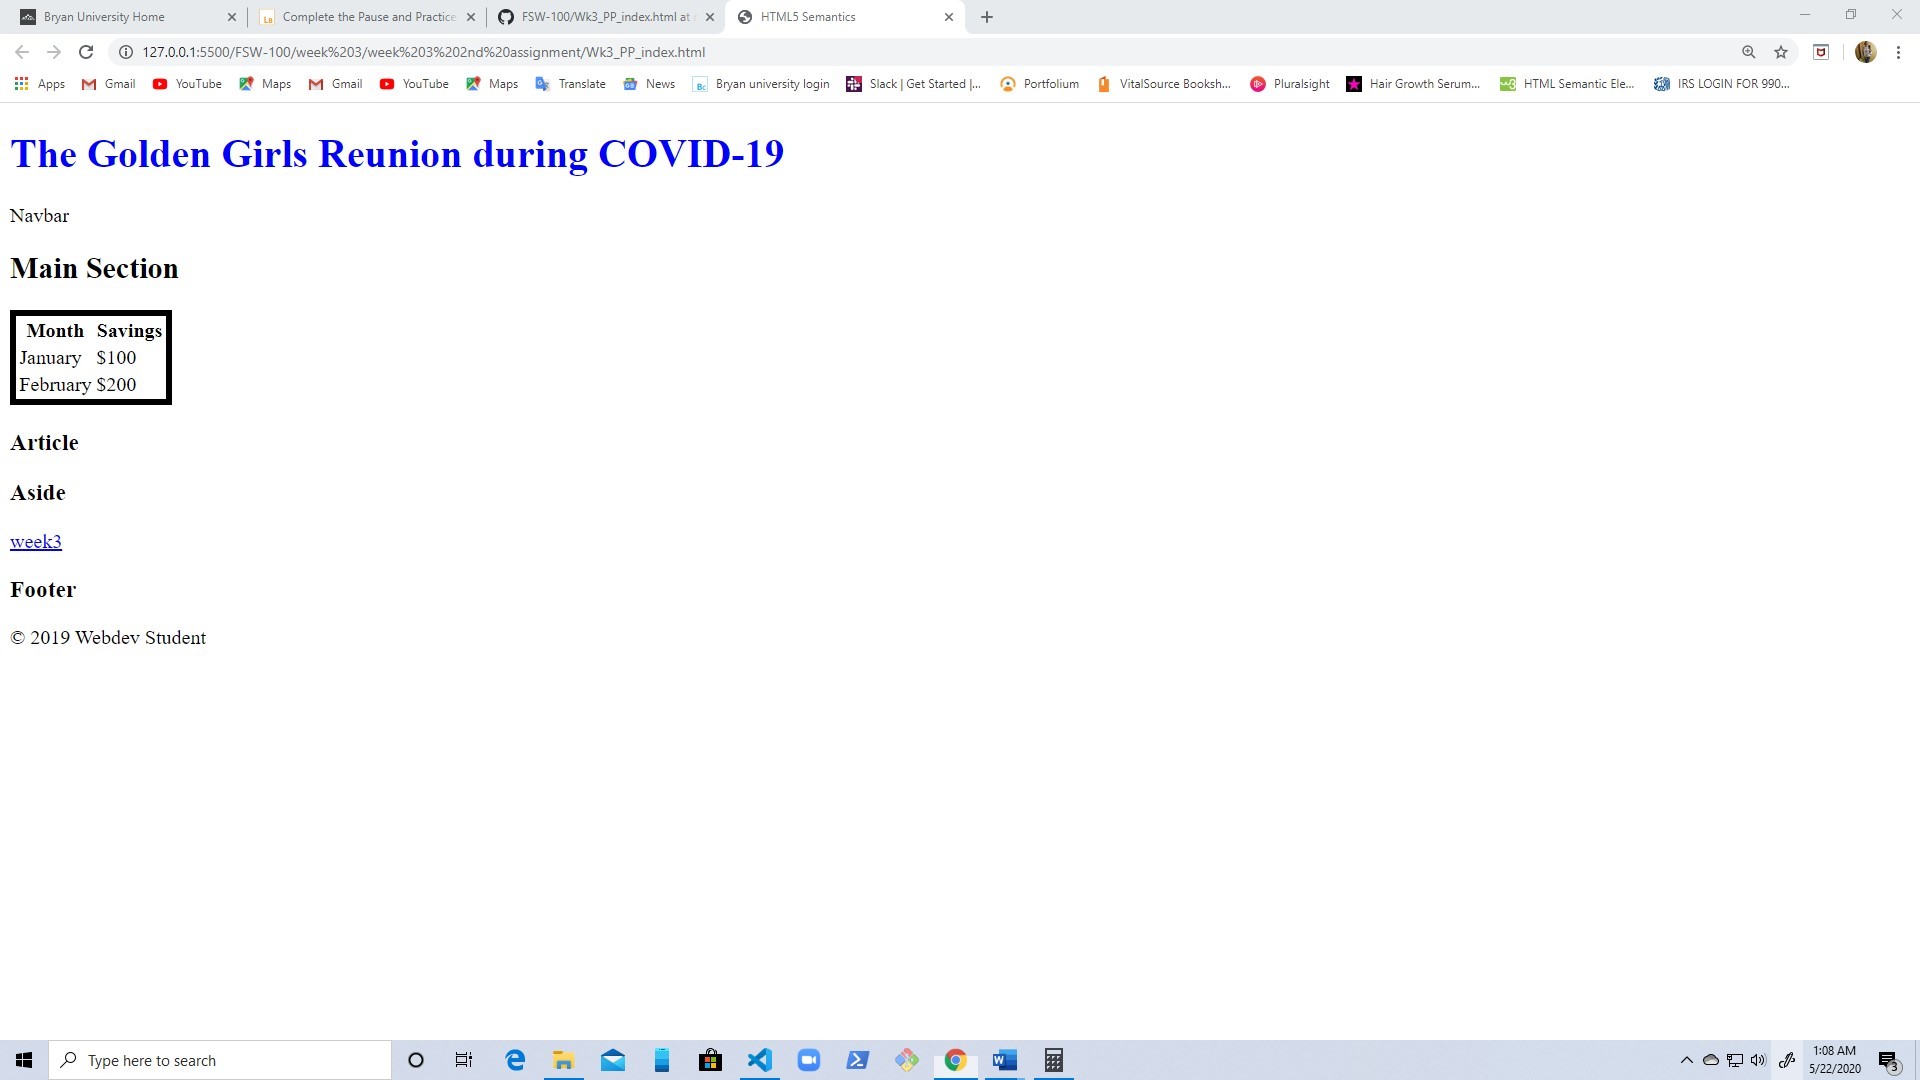 Bryan University Home
Complete the Pause and Practice
FSW-100/Wk3_PP_index.html at
HTML5 Semantics
127.0.0.1:5500/FSW-100/week%203/week%203%202nd%20assignment/Wk3_PP_index.html
Apps Gmail YouTube Maps Gmail YouTube Maps Translate News Bryan university login Slack | Get Started |... Portfolium VitalSource Booksh... Pluralsight Hair Growth Serum... HTML Semantic Ele... IRS LOGIN FOR 990...
The Golden Girls Reunion during COVID-19
Navbar
Main Section
Month Savings
January $100
February $200
Article
Aside
week3
Footer
© 2019 Webdev Student
Type here to search
1:08 AM
5/22/2020
3